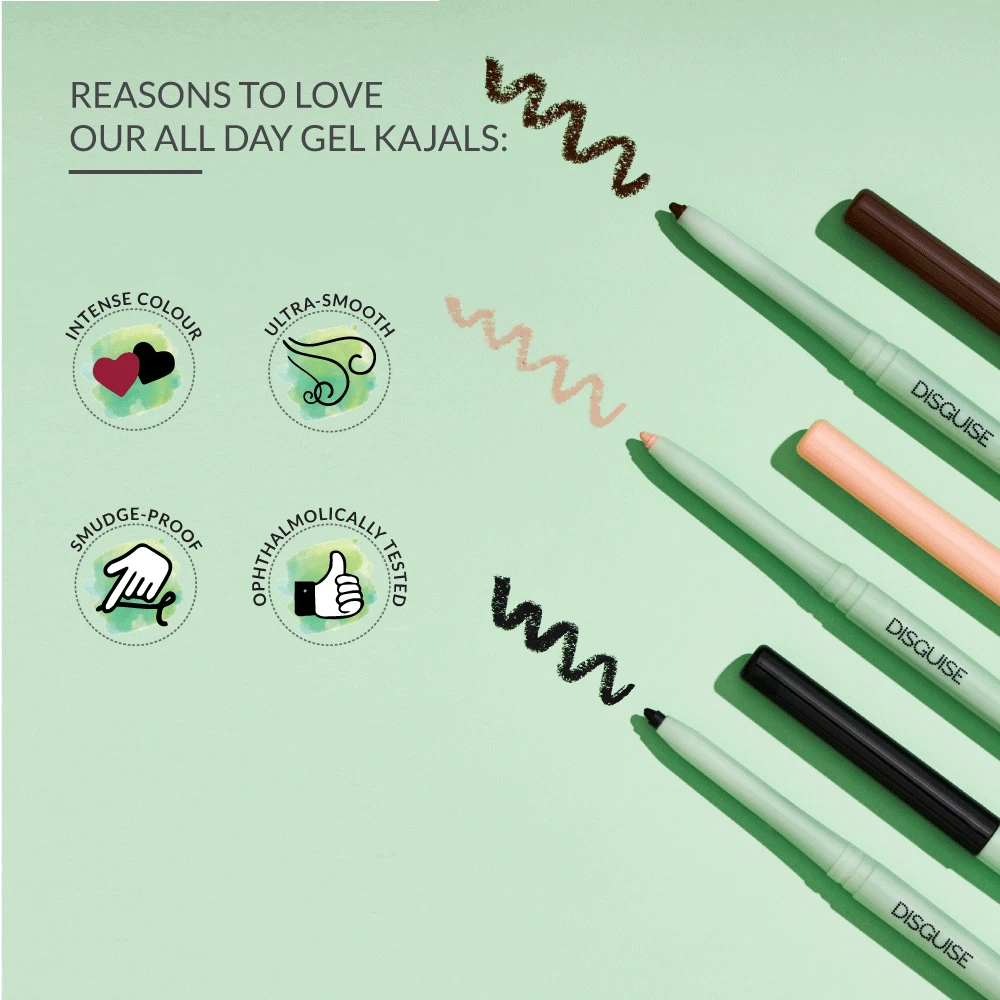 REASONS TO LOVE
OUR ALL DAY GEL KAJALS:
INTENSE COLOUR
ULTRA-SMOOTH
SMUDGE-PROOF
OPHTHALMOLICALLY TESTED
DISGUISE
DISGUISE
DISGUISE